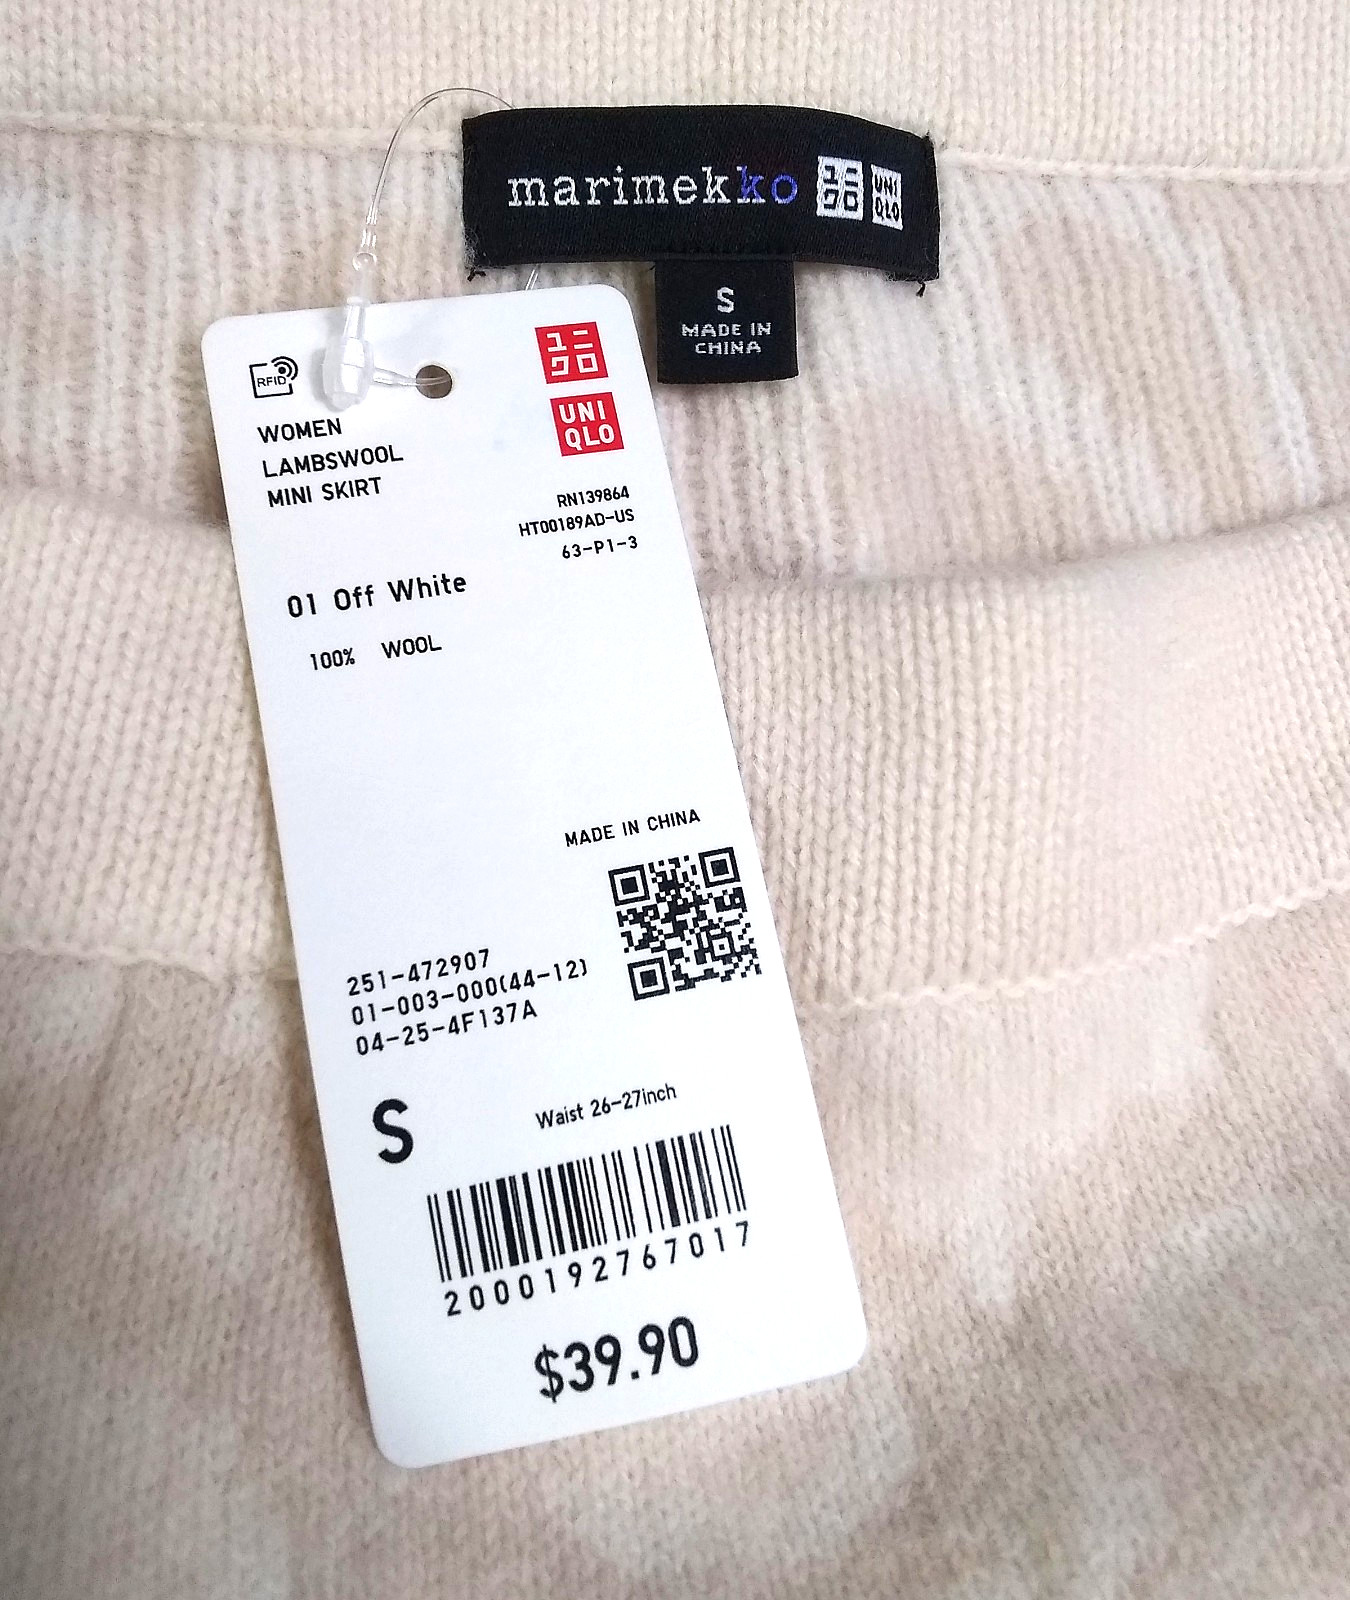 marimekko ユニ UNI
クロ QLO
S
MADE IN
CHINA
RFID
ユニ
クロ
UNI
QLO
WOMEN
LAMBSWOOL
MINI SKIRT
RN139864
HT00189AD-US
63-P1-3
01 Off White
100% WOOL
MADE IN CHINA
251-472907
01-003-000(44-12)
04-25-4F137A
S
Waist 26-27inch
2000192767017
$39.90